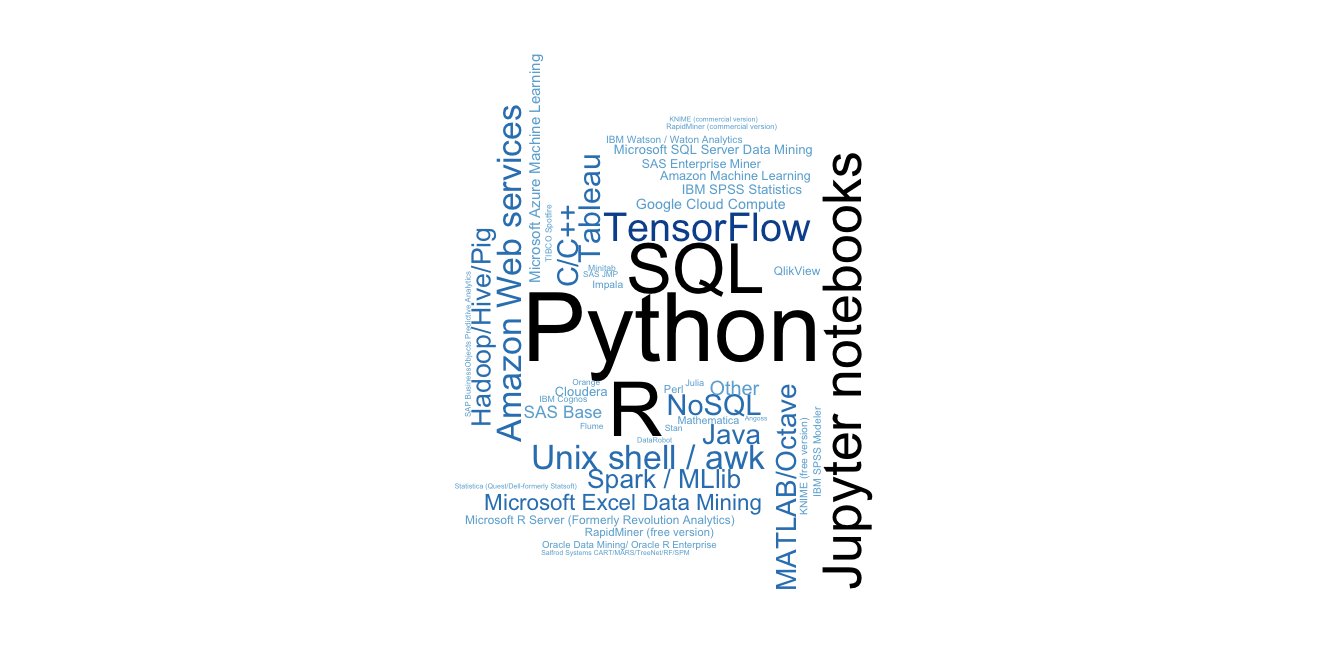 KNIME (commercial version)
RapidMiner (commercial version)
IBM Watson / Waton Analytics
Microsoft SQL Server Data Mining
SAS Enterprise Miner
Amazon Machine Learning
IBM SPSS Statistics
Google Cloud Compute
TensorFlow
SQL
QlikView
Minitab
SAS JMP
Impala
Python
Microsoft Azure Machine Learning
Amazon Web services
Tableau
C/C++
TIBCO Spotfire
Hadoop/Hive/Pig
SAP BusinessObjects Predictive Analytics
Jupyter notebooks
Orange
Cloudera
IBM Cognos
SAS Base
Flume
R
Perl
Julia
Other
NoSQL
Mathematica
Angoss
Stan
Java
DataRobot
Unix shell / awk
Spark / MLlib
MATLAB/Octave
KNIME (free version)
IBM SPSS Modeler
Statistica (Quest/Dell-formerly Statsoft)
Microsoft Excel Data Mining
Microsoft R Server (Formerly Revolution Analytics)
RapidMiner (free version)
Oracle Data Mining/ Oracle R Enterprise
Salfrod Systems CART/MARS/TreeNet/RF/SPM